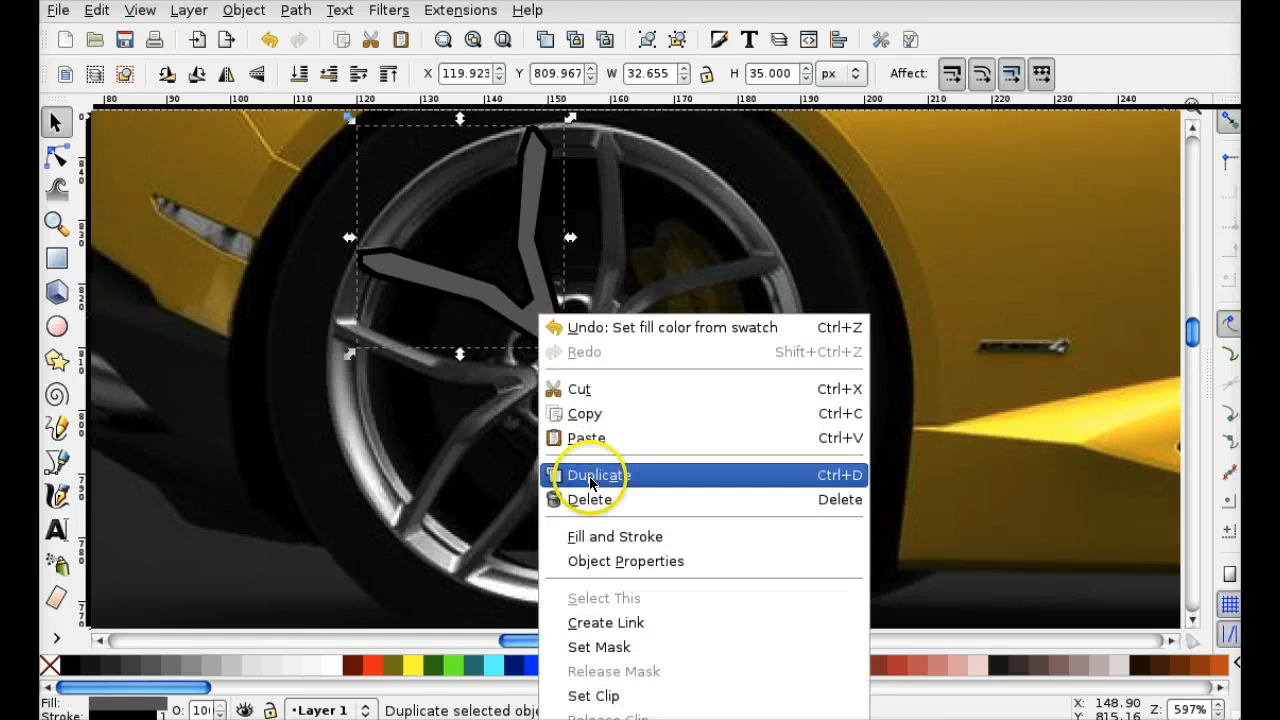 File Edit View Layer Object Path Text Filters Extensions Help
X 119.923 Y 809.967 W 32.655 H 35.000 px Affect:
80 90 100 110 120 130 140 150 160 170 180 190 200 210 220 230 240
Undo: Set fill color from swatch Ctrl+Z
Redo Shift+Ctrl+Z
Cut Ctrl+X
Copy Ctrl+C
Paste Ctrl+V
Duplicate Ctrl+D
Delete Delete
Fill and Stroke
Object Properties
Select This
Create Link
Set Mask
Release Mask
Set Clip
Release Clip
Fill:
Stroke: 1
O: 10
•Layer 1
Duplicate selected obje
X: 148.90
Y: 815.16
Z: 597%